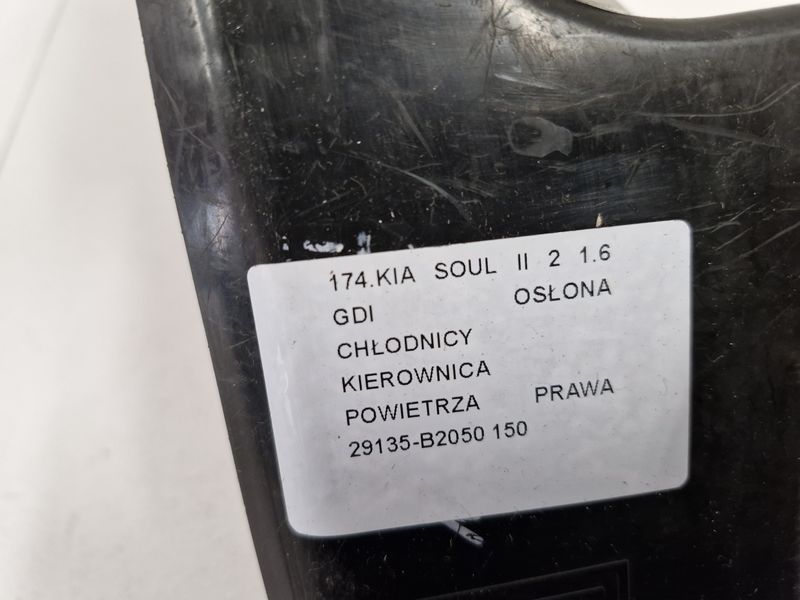 174.KIA SOUL II 2 1.6
GDI OSŁONA
CHŁODNICY
KIEROWNICA
POWIETRZA PRAWA
29135-B2050 150